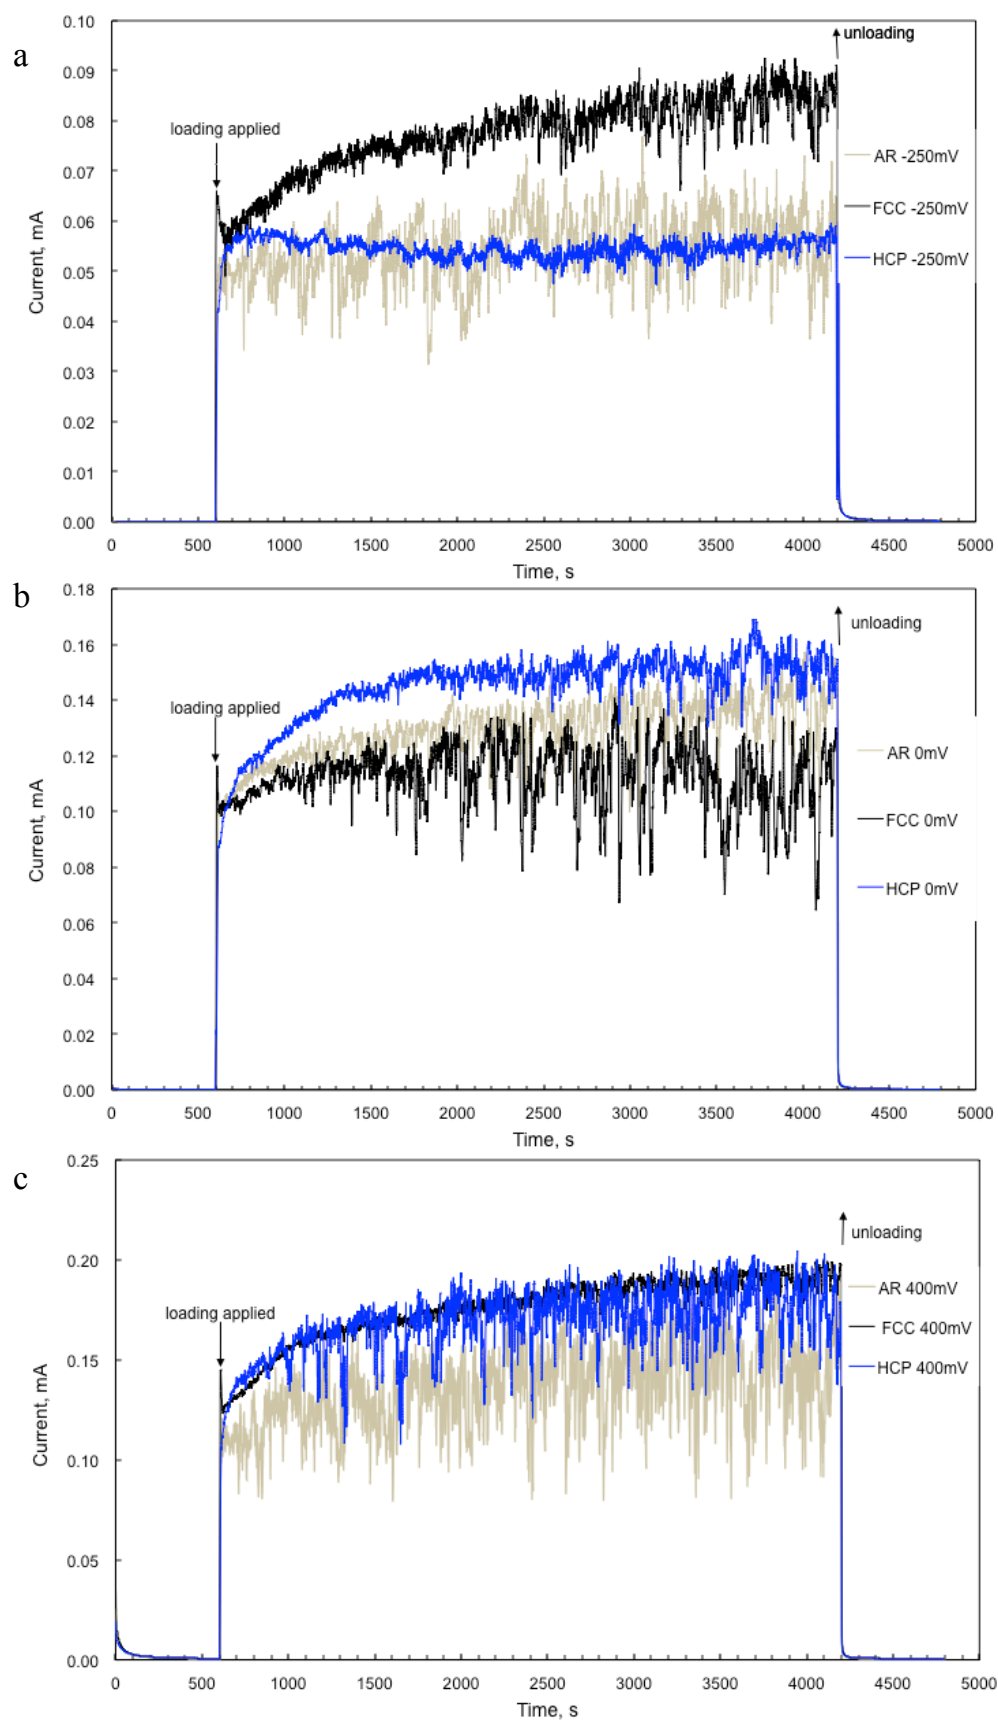 a
0.10
0.09
0.08
0.07
0.06
0.05
0.04
0.03
0.02
0.01
0.00
Current, mA
loading applied
unloading
AR -250mV
FCC -250mV
HCP -250mV
0 500 1000 1500 2000 2500 3000 3500 4000 4500 5000
Time, s
b
0.18
0.16
0.14
0.12
0.10
0.08
0.06
0.04
0.02
0.00
Current, mA
loading applied
unloading
AR 0mV
FCC 0mV
HCP 0mV
0 500 1000 1500 2000 2500 3000 3500 4000 4500 5000
Time, s
c
0.25
0.20
0.15
0.10
0.05
0.00
Current, mA
loading applied
unloading
AR 400mV
FCC 400mV
HCP 400mV
0 500 1000 1500 2000 2500 3000 3500 4000 4500 5000
Time, s